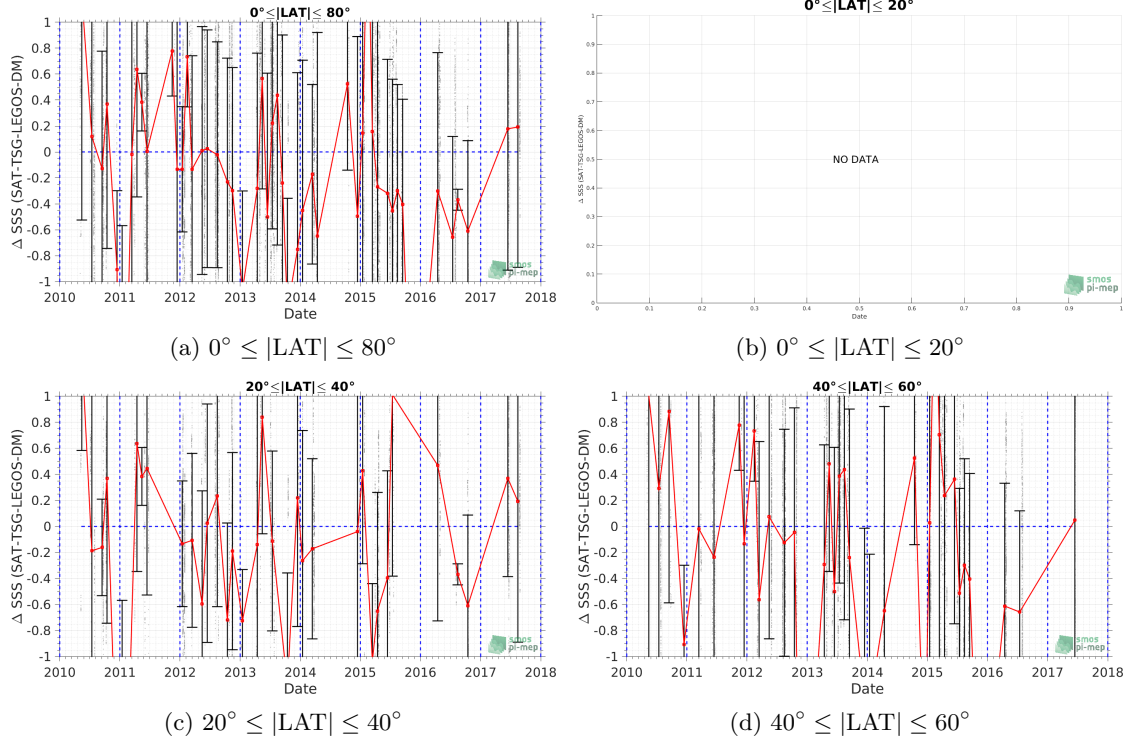 0°≤|LAT|≤ 80°
Δ SSS (SAT-TSG-LEGOS-DM)
1
0.8
0.6
0.4
0.2
0
-0.2
-0.4
-0.6
-0.8
-1
2010 2011 2012 2013 2014 2015 2016 2017 2018
Date
smos
pi-mep
(a) 0° ≤ |LAT| ≤ 80°
0°≤|LAT|≤ 20°
Δ SSS (SAT-TSG-LEGOS-DM)
1
0.9
0.8
0.7
0.6
0.5
0.4
0.3
0.2
0.1
0
NO DATA
0 0.1 0.2 0.3 0.4 0.5 0.6 0.7 0.8 0.9 1
Date
smos
pi-mep
(b) 0° ≤ |LAT| ≤ 20°
20°≤|LAT|≤ 40°
Δ SSS (SAT-TSG-LEGOS-DM)
1
0.8
0.6
0.4
0.2
0
-0.2
-0.4
-0.6
-0.8
-1
2010 2011 2012 2013 2014 2015 2016 2017 2018
Date
smos
pi-mep
(c) 20° ≤ |LAT| ≤ 40°
40°≤|LAT|≤ 60°
Δ SSS (SAT-TSG-LEGOS-DM)
1
0.8
0.6
0.4
0.2
0
-0.2
-0.4
-0.6
-0.8
-1
2010 2011 2012 2013 2014 2015 2016 2017 2018
Date
smos
pi-mep
(d) 40° ≤ |LAT| ≤ 60°